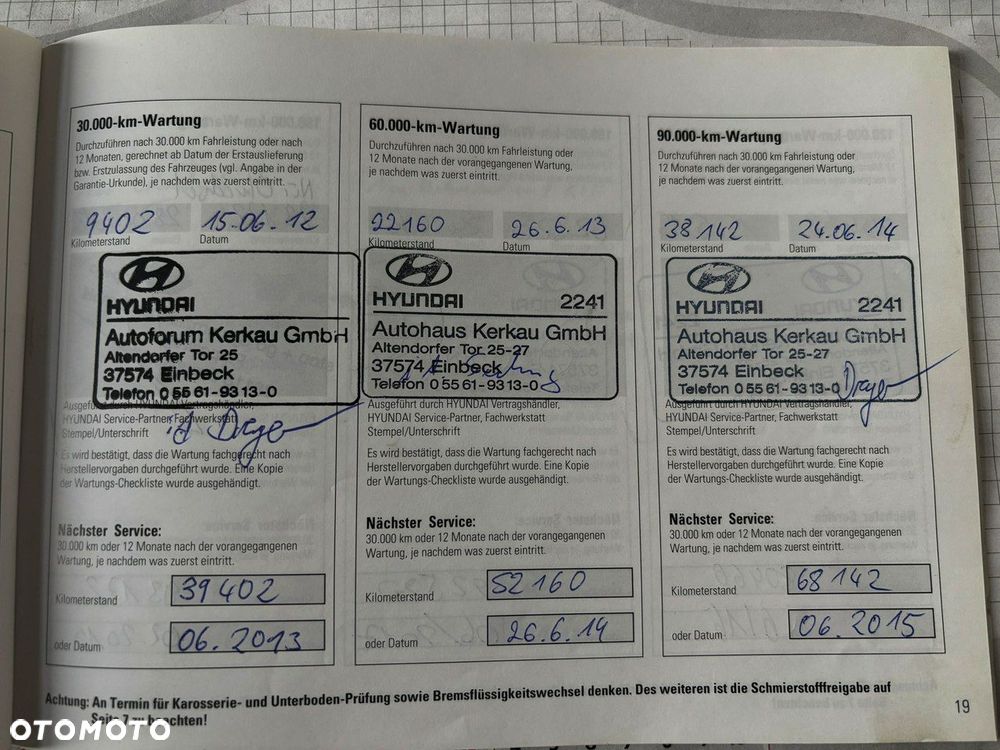 30.000-km-Wartung
Durchzuführen nach 30.000 km Fahrleistung oder nach
12 Monaten, gerechnet ab Datum der Erstauslieferung
bzw. Erstzulassung des Fahrzeuges (vgl. Angabe in der
Garantie-Urkunde), je nachdem was zuerst eintritt.
9402 15.06.12
Kilometerstand Datum
HYUNDAI
Autoforum Kerkau GmbH
Altendorfer Tor 25
37574 Einbeck
Telefon 0 55 61-93 13-0
Ausgeführt durch HYUNDAI Vertragshändler,
HYUNDAI Service-Partner, Fachwerkstatt
Stempel/Unterschrift
Es wird bestätigt, dass die Wartung fachgerecht nach
Herstellervorgaben durchgeführt wurde. Eine Kopie
der Wartungs-Checkliste wurde ausgehändigt.
Nächster Service:
30.000 km oder 12 Monate nach der vorangegangenen
Wartung, je nachdem was zuerst eintritt.
Kilometerstand 39402
oder Datum 06.2013
60.000-km-Wartung
Durchzuführen nach 30.000 km Fahrleistung oder
12 Monate nach der vorangegangenen Wartung,
je nachdem was zuerst eintritt.
22160 26.6.13
Kilometerstand Datum
HYUNDAI 2241
Autohaus Kerkau GmbH
Altendorfer Tor 25-27
37574 Einbeck
Telefon 0 55 61-93 13-0
Ausgeführt durch HYUNDAI Vertragshändler,
HYUNDAI Service-Partner, Fachwerkstatt
Stempel/Unterschrift
Es wird bestätigt, dass die Wartung fachgerecht nach
Herstellervorgaben durchgeführt wurde. Eine Kopie
der Wartungs-Checkliste wurde ausgehändigt.
Nächster Service:
30.000 km oder 12 Monate nach der vorangegangenen
Wartung, je nachdem was zuerst eintritt.
Kilometerstand 52160
oder Datum 26.6.14
90.000-km-Wartung
Durchzuführen nach 30.000 km Fahrleistung oder
12 Monate nach der vorangegangenen Wartung,
je nachdem was zuerst eintritt.
38142 24.06.14
Kilometerstand Datum
HYUNDAI 2241
Autohaus Kerkau GmbH
Altendorfer Tor 25-27
37574 Einbeck
Telefon 0 55 61-93 13-0
Ausgeführt durch HYUNDAI Vertragshändler,
HYUNDAI Service-Partner, Fachwerkstatt
Stempel/Unterschrift
Es wird bestätigt, dass die Wartung fachgerecht nach
Herstellervorgaben durchgeführt wurde. Eine Kopie
der Wartungs-Checkliste wurde ausgehändigt.
Nächster Service:
30.000 km oder 12 Monate nach der vorangegangenen
Wartung, je nachdem was zuerst eintritt.
Kilometerstand 68142
oder Datum 06.2015
Achtung: An Termin für Karosserie- und Unterboden-Prüfung sowie Bremsflüssigkeitswechsel denken. Des weiteren ist die Schmierstofffreigabe auf
Seite 7 zu beachten!
19
OTOMOTO